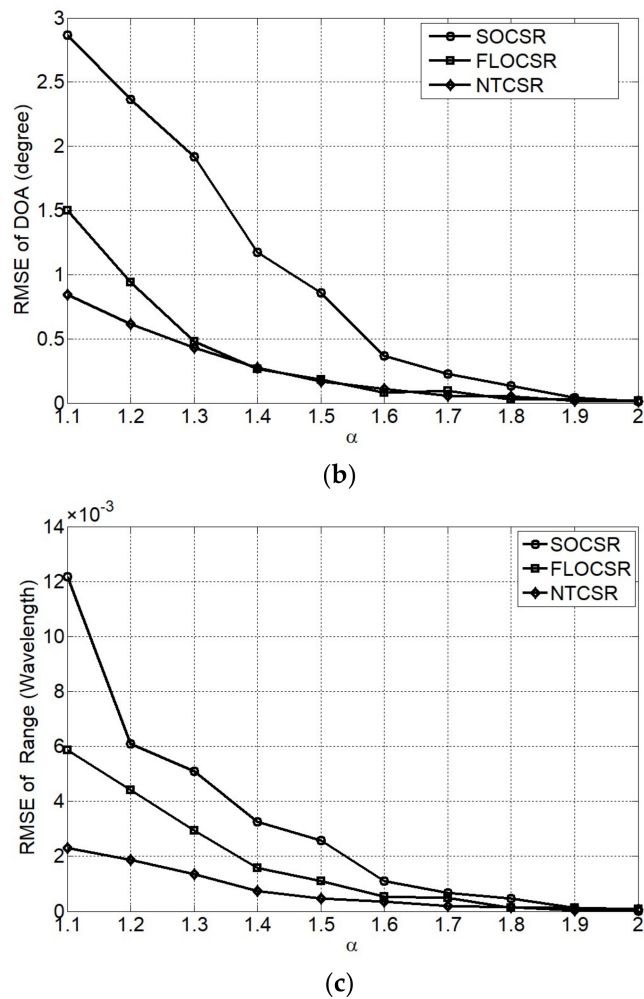 3
2.5
2
1.5
1
0.5
0
RMSE of DOA (degree)
SOCSR
FLOCSR
NTCSR
1.1 1.2 1.3 1.4 1.5 1.6 1.7 1.8 1.9 2
α
(b)
×10-3
14
12
10
8
6
4
2
0
RMSE of Range (Wavelength)
SOCSR
FLOCSR
NTCSR
1.1 1.2 1.3 1.4 1.5 1.6 1.7 1.8 1.9 2
α
(c)